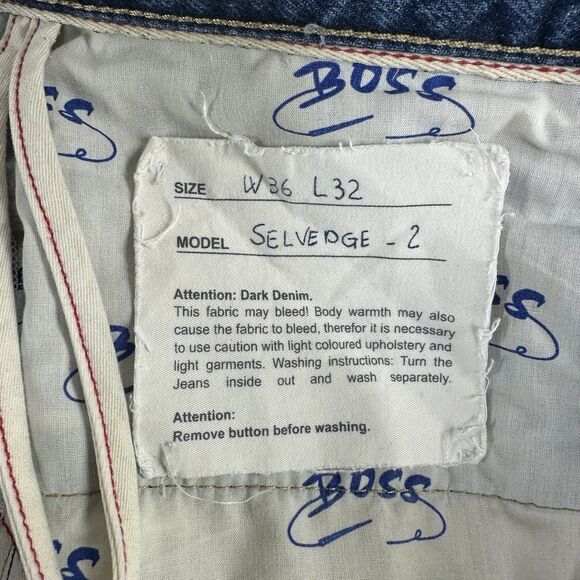 BOSS
SIZE W36 L32
MODEL SELVEDGE - 2
Attention: Dark Denim.
This fabric may bleed! Body warmth may also
cause the fabric to bleed, therefor it is necessary
to use caution with light coloured upholstery and
light garments. Washing instructions: Turn the
Jeans inside out and wash separately.
Attention:
Remove button before washing.
BOSS